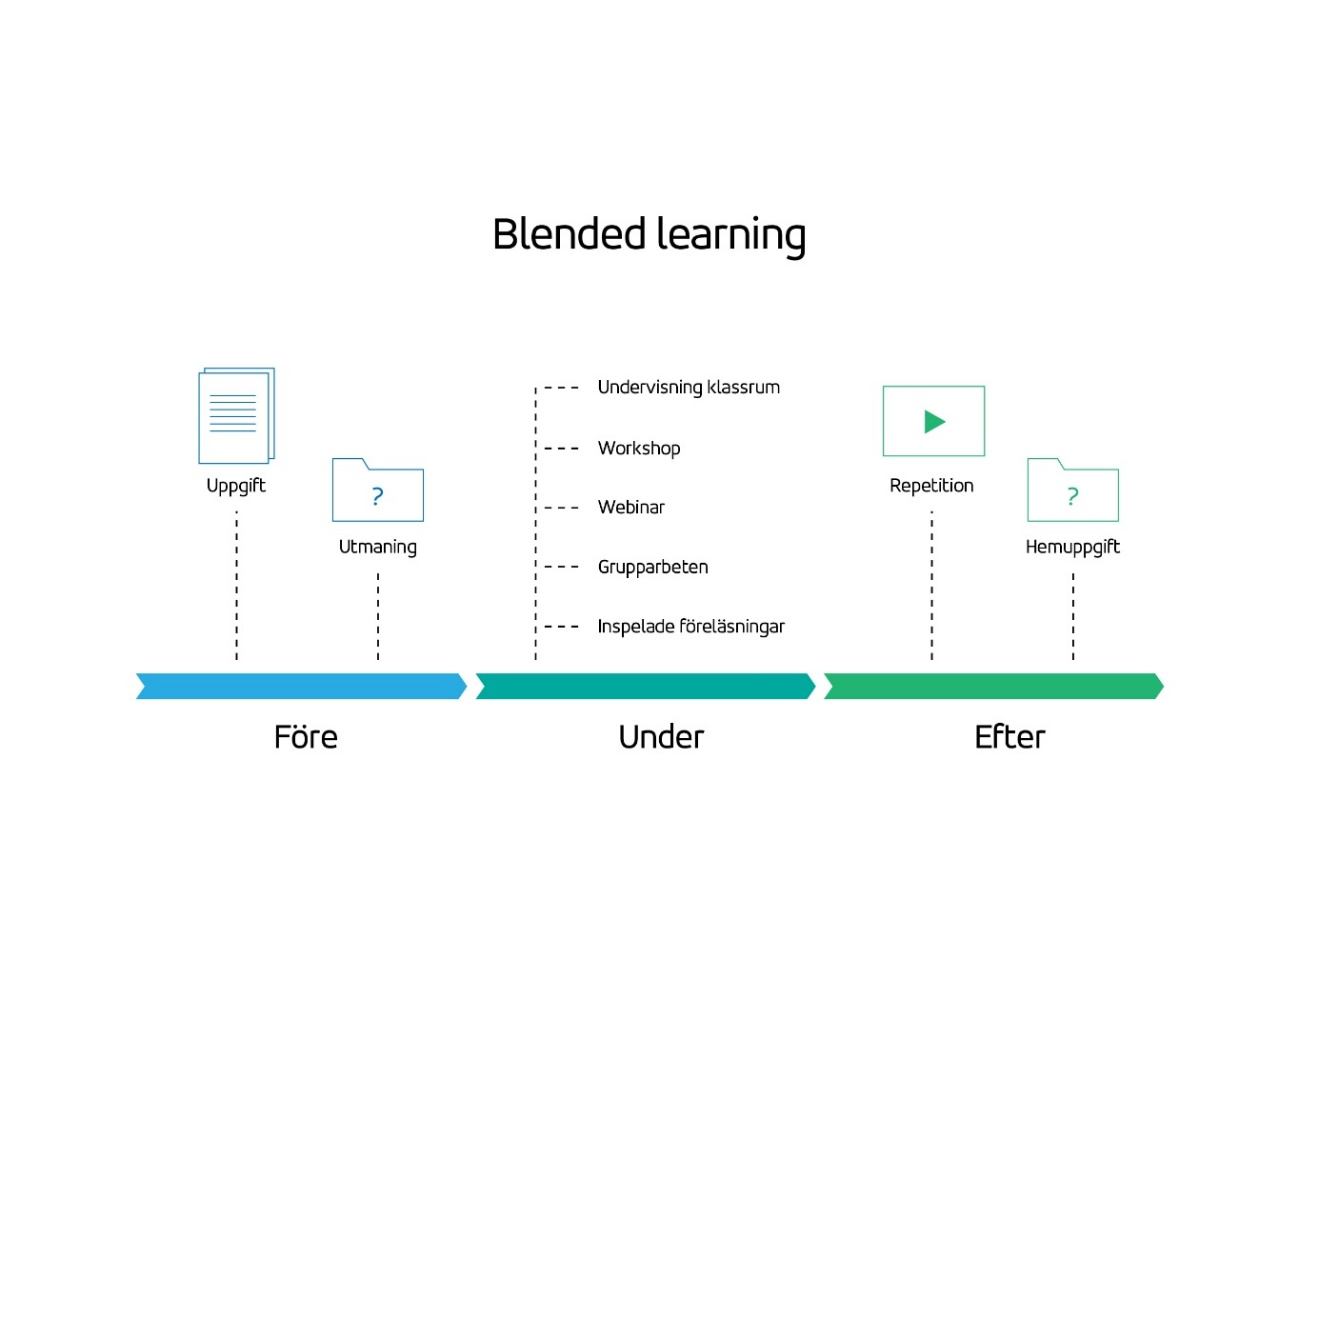 Blended learning
Uppgift
?
Utmaning
Undervisning klassrum
Workshop
Webinar
Grupparbeten
Inspelade föreläsningar
Repetition
?
Hemuppgift
Före
Under
Efter